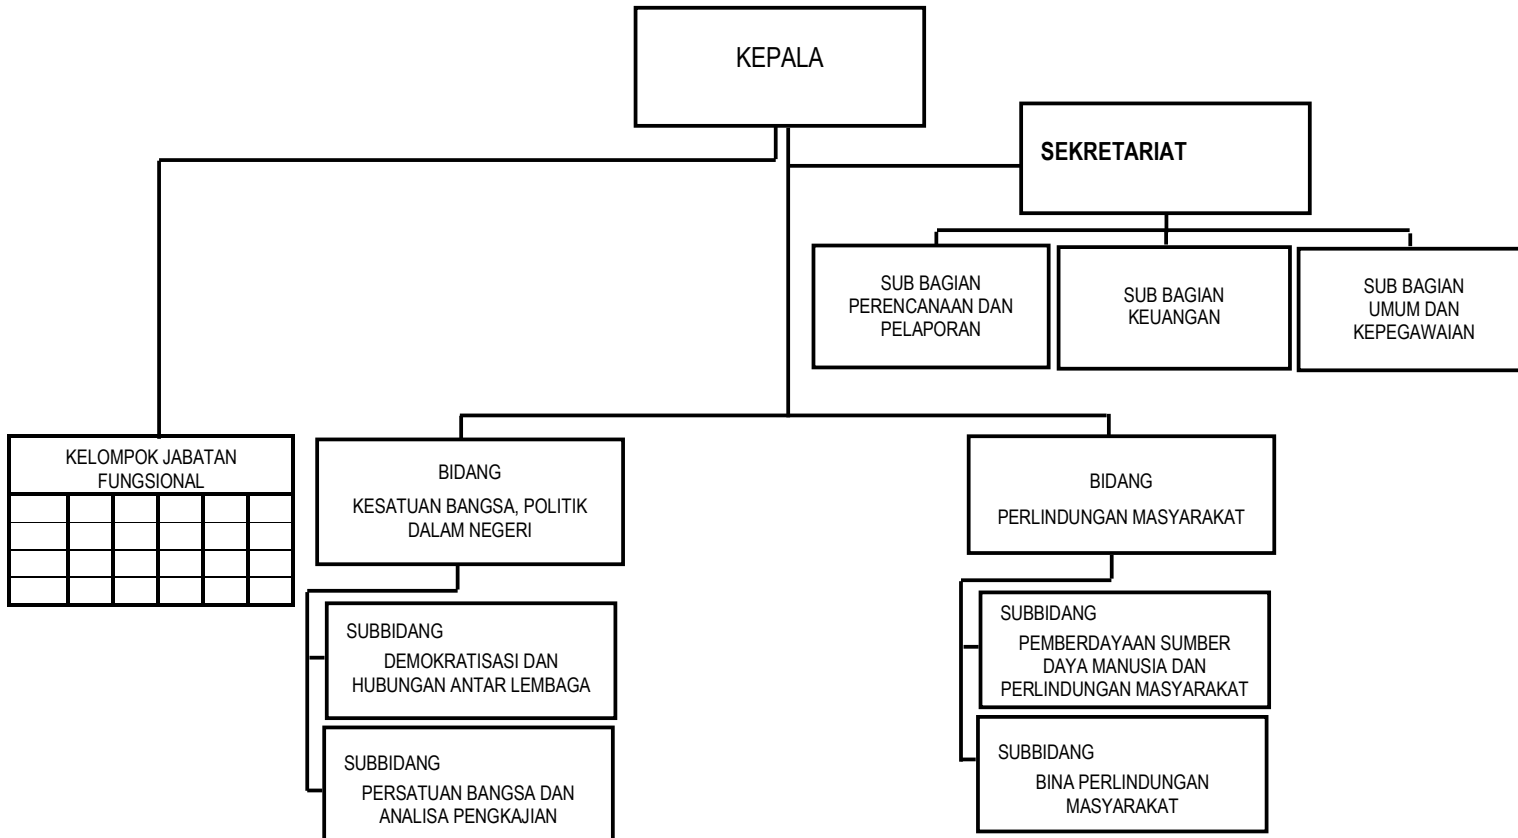 KEPALA
SEKRETARIAT
SUB BAGIAN
PERENCANAAN DAN
PELAPORAN
SUB BAGIAN
KEUANGAN
SUB BAGIAN
UMUM DAN
KEPEGAWAIAN
KELOMPOK JABATAN
FUNGSIONAL
BIDANG
KESATUAN BANGSA, POLITIK
DALAM NEGERI
BIDANG
PERLINDUNGAN MASYARAKAT
SUBBIDANG
DEMOKRATISASI DAN
HUBUNGAN ANTAR LEMBAGA
SUBBIDANG
PERSATUAN BANGSA DAN
ANALISA PENGKAJIAN
SUBBIDANG
PEMBERDAYAAN SUMBER
DAYA MANUSIA DAN
PERLINDUNGAN MASYARAKAT
SUBBIDANG
BINA PERLINDUNGAN
MASYARAKAT